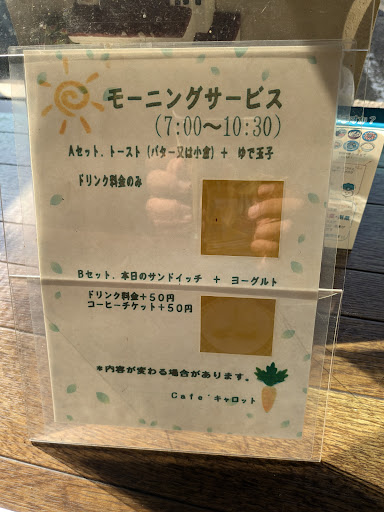 モーニングサービス
(7:00〜10:30)
Aセット、トースト(バター又は小倉) + ゆで玉子
ドリンク料金のみ
Bセット、本日のサンドイッチ + ヨーグルト
ドリンク料金+50円
コーヒーチケット+50円
*内容が変わる場合があります。
Cafe'キャロット